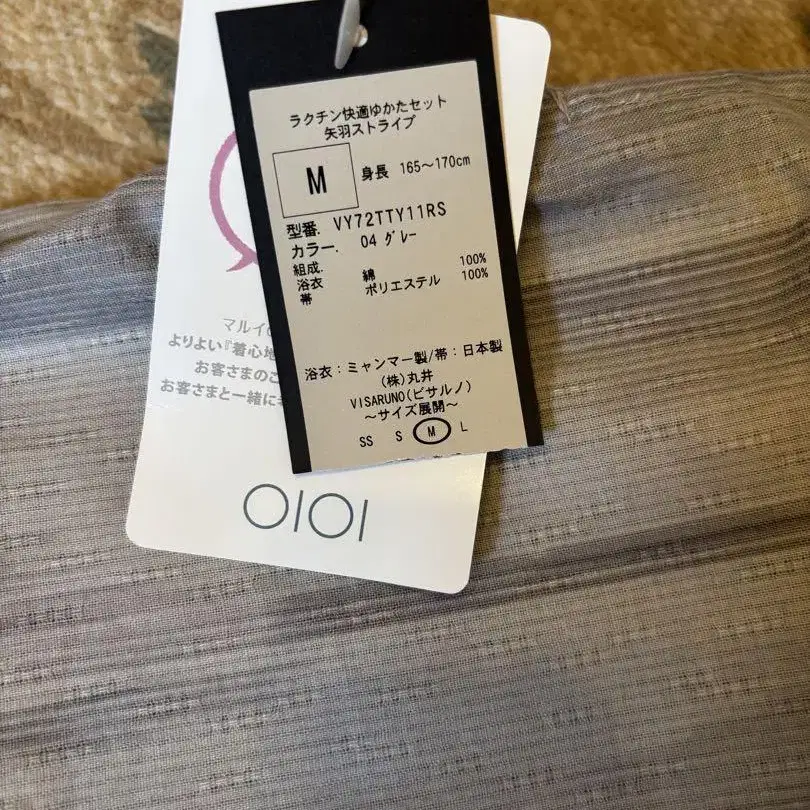 ラクチン快適ゆかたセット
矢羽ストライプ
M 身長 165～170cm
型番. VY72TTY11RS
カラー. 04 グレー
組成.
浴衣 綿 100%
帯 ポリエステル 100%
浴衣：ミャンマー製/帯：日本製
(株)丸井
VISARUNO(ビサルノ)
～サイズ展開～
SS S M L
マルイ
よりよい『着心地
お客さまのご
お客さまと一緒に
OIOI